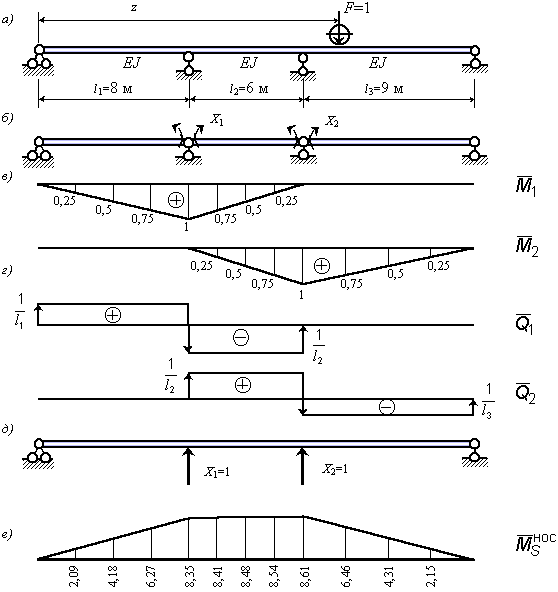 z
F=1
а)
EJ EJ EJ
l₁=8 м l₂=6 м l₃=9 м
б)
X₁ X₂
в)
0,25 0,5 0,75 1 0,75 0,5 0,25
M̅₁
0,25 0,5 0,75 1 0,75 0,5 0,25
M̅₂
г)
1/l₁ 1/l₂
Q̅₁
1/l₂ 1/l₃
Q̅₂
д)
X₁=1 X₂=1
е)
M̅ₛᴴᴼᶜ
2,09 4,18 6,27 8,35 8,41 8,48 8,54 8,61 6,46 4,31 2,15